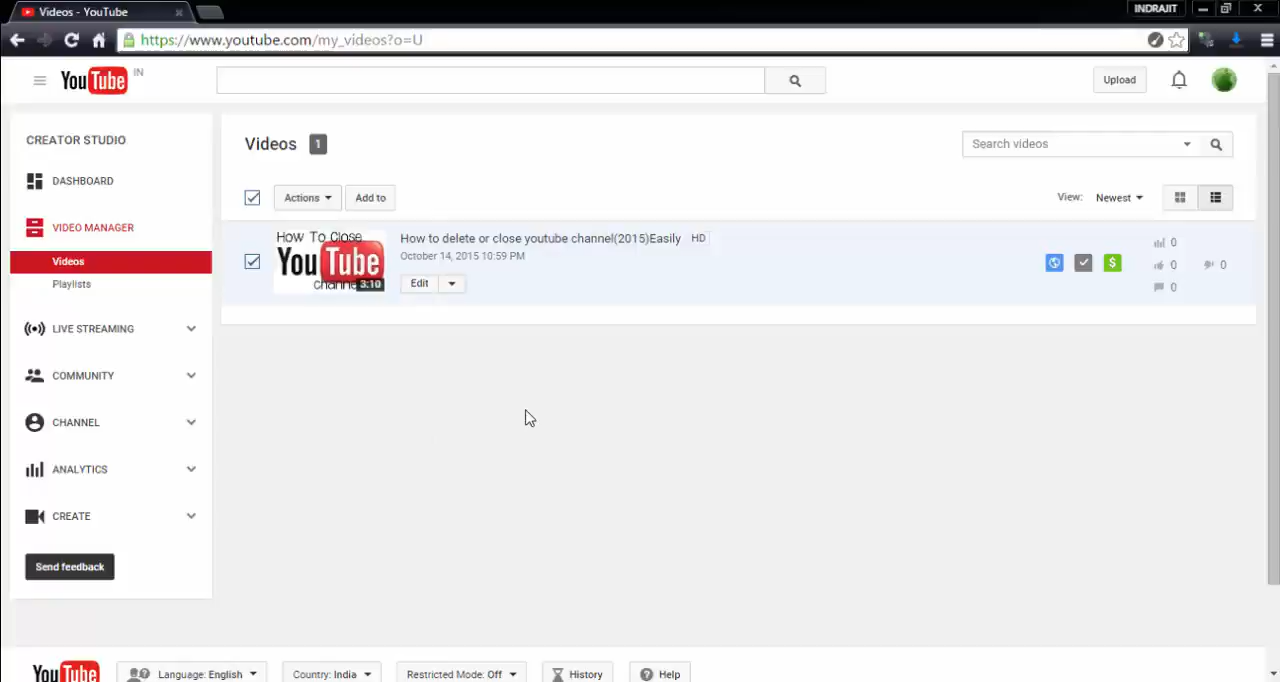 Videos - YouTube
INDRAJIT
https://www.youtube.com/my_videos?o=U
YouTube IN
Upload
CREATOR STUDIO
DASHBOARD
VIDEO MANAGER
Videos
Playlists
LIVE STREAMING
COMMUNITY
CHANNEL
ANALYTICS
CREATE
Send feedback
Videos 1
Search videos
Actions Add to
View: Newest
How To Close
YouTube
Channel 3:10
How to delete or close youtube channel(2015)Easily HD
October 14, 2015 10:59 PM
Edit
$
0
0 0
0
YouTube Language: English Country: India Restricted Mode: Off History Help